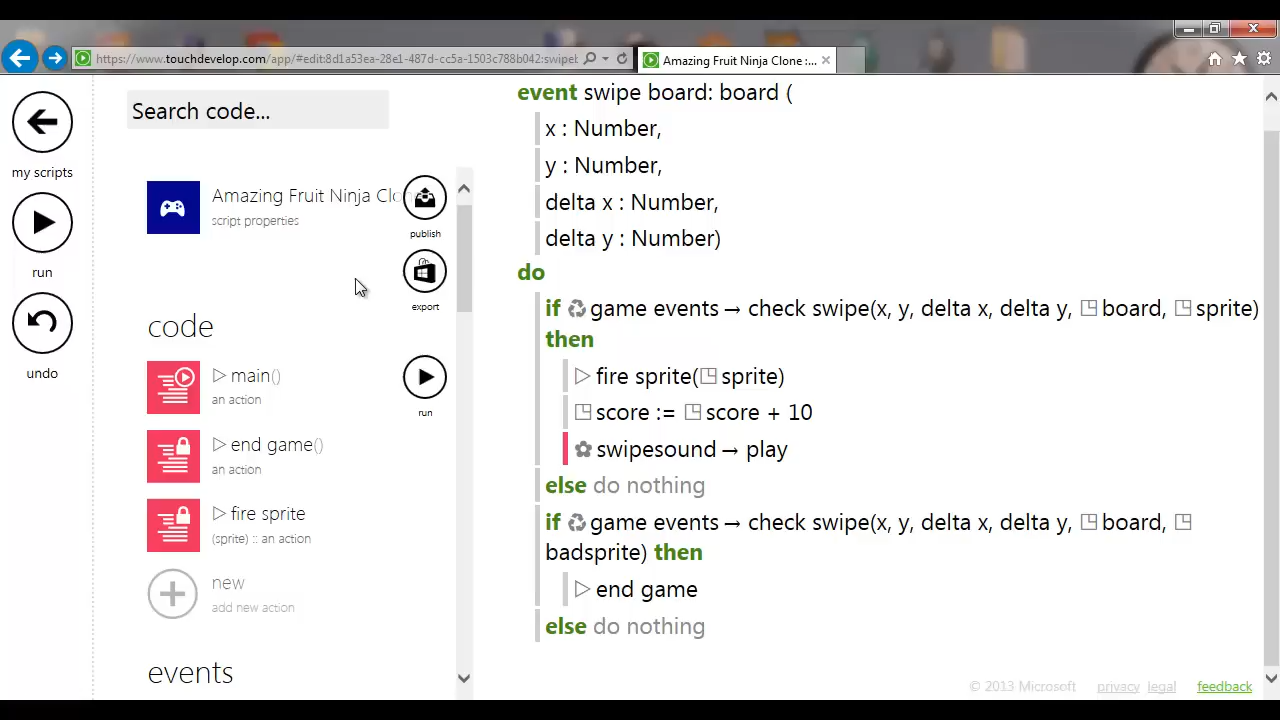 https://www.touchdevelop.com/app/#edit:8d1a53ea-28e1-487d-cc5a-1503c788b042:swipel
Amazing Fruit Ninja Clone :...
my scripts
run
undo
Search code...
Amazing Fruit Ninja Clo
script properties
publish
export
code
main()
an action
run
end game()
an action
fire sprite
(sprite) :: an action
new
add new action
events
event swipe board: board (
x : Number,
y : Number,
delta x : Number,
delta y : Number)
do
if game events → check swipe(x, y, delta x, delta y, board, sprite)
then
fire sprite(sprite)
score := score + 10
swipesound → play
else do nothing
if game events → check swipe(x, y, delta x, delta y, board,
badsprite) then
end game
else do nothing
© 2013 Microsoft privacy legal feedback